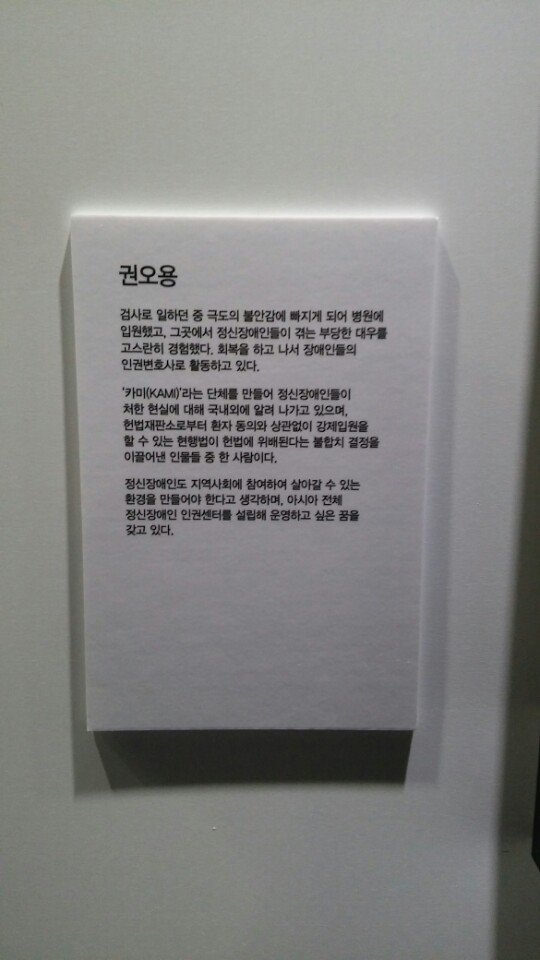 권오용
검사로 일하던 중 극도의 불안감에 빠지게 되어 병원에
입원했고, 그곳에서 정신장애인들이 겪는 부당한 대우를
고스란히 경험했다. 회복을 하고 나서 장애인들의
인권변호사로 활동하고 있다.
'카미(KAMI)'라는 단체를 만들어 정신장애인들이
처한 현실에 대해 국내외에 알려 나가고 있으며,
헌법재판소로부터 환자 동의와 상관없이 강제입원을
할 수 있는 현행법이 헌법에 위배된다는 불합치 결정을
이끌어낸 인물들 중 한 사람이다.
정신장애인도 지역사회에 참여하여 살아갈 수 있는
환경을 만들어야 한다고 생각하며, 아시아 전체
정신장애인 인권센터를 설립해 운영하고 싶은 꿈을
갖고 있다.